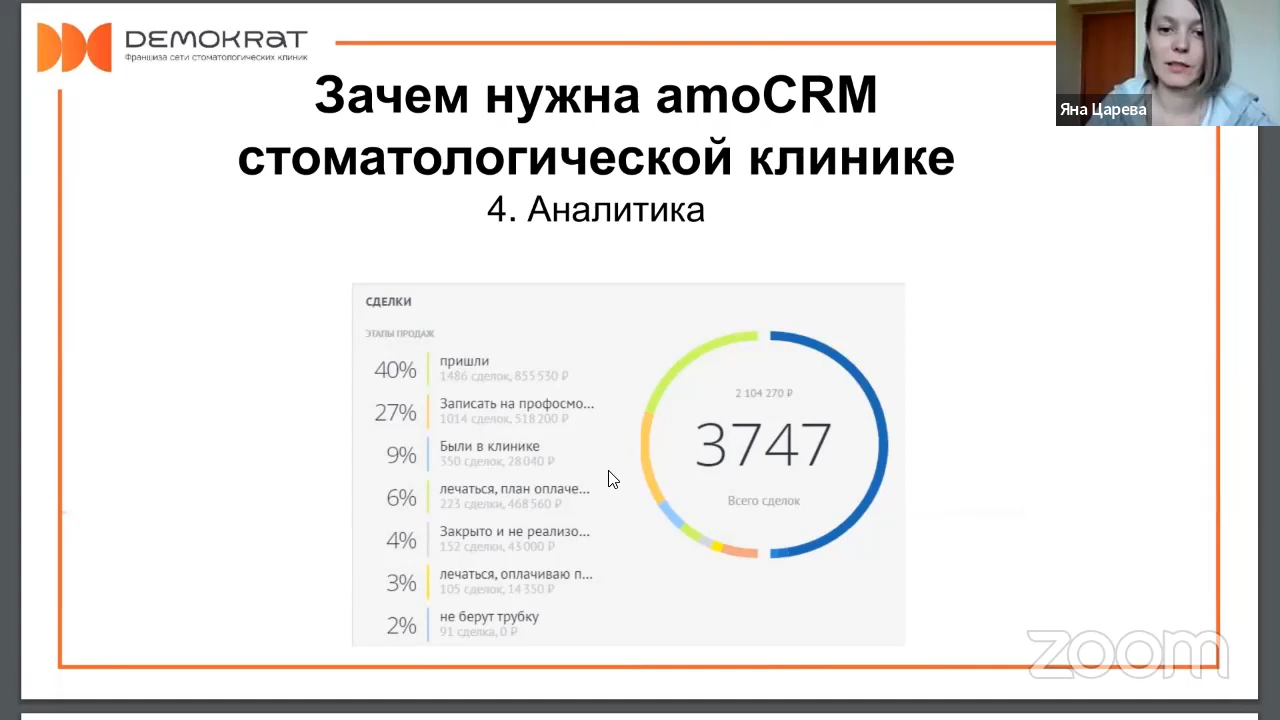 DEMOKRAT
Франшиза сети стоматологических клиник
Зачем нужна amoCRM
стоматологической клинике
4. Аналитика
Яна Царева
СДЕЛКИ
ЭТАПЫ ПРОДАЖ
40% пришли
1486 сделок, 855 530 ₽
27% Записать на профосмо...
1014 сделок, 518 200 ₽
9% Были в клинике
350 сделок, 28 040 ₽
6% лечаться, план оплаче...
223 сделки, 468 560 ₽
4% Закрыто и не реализо...
152 сделки, 43 000 ₽
3% лечаться, оплачиваю п...
105 сделок, 14 350 ₽
2% не берут трубку
91 сделка, 0 ₽
2 104 270 ₽
3747
Всего сделок
zoom